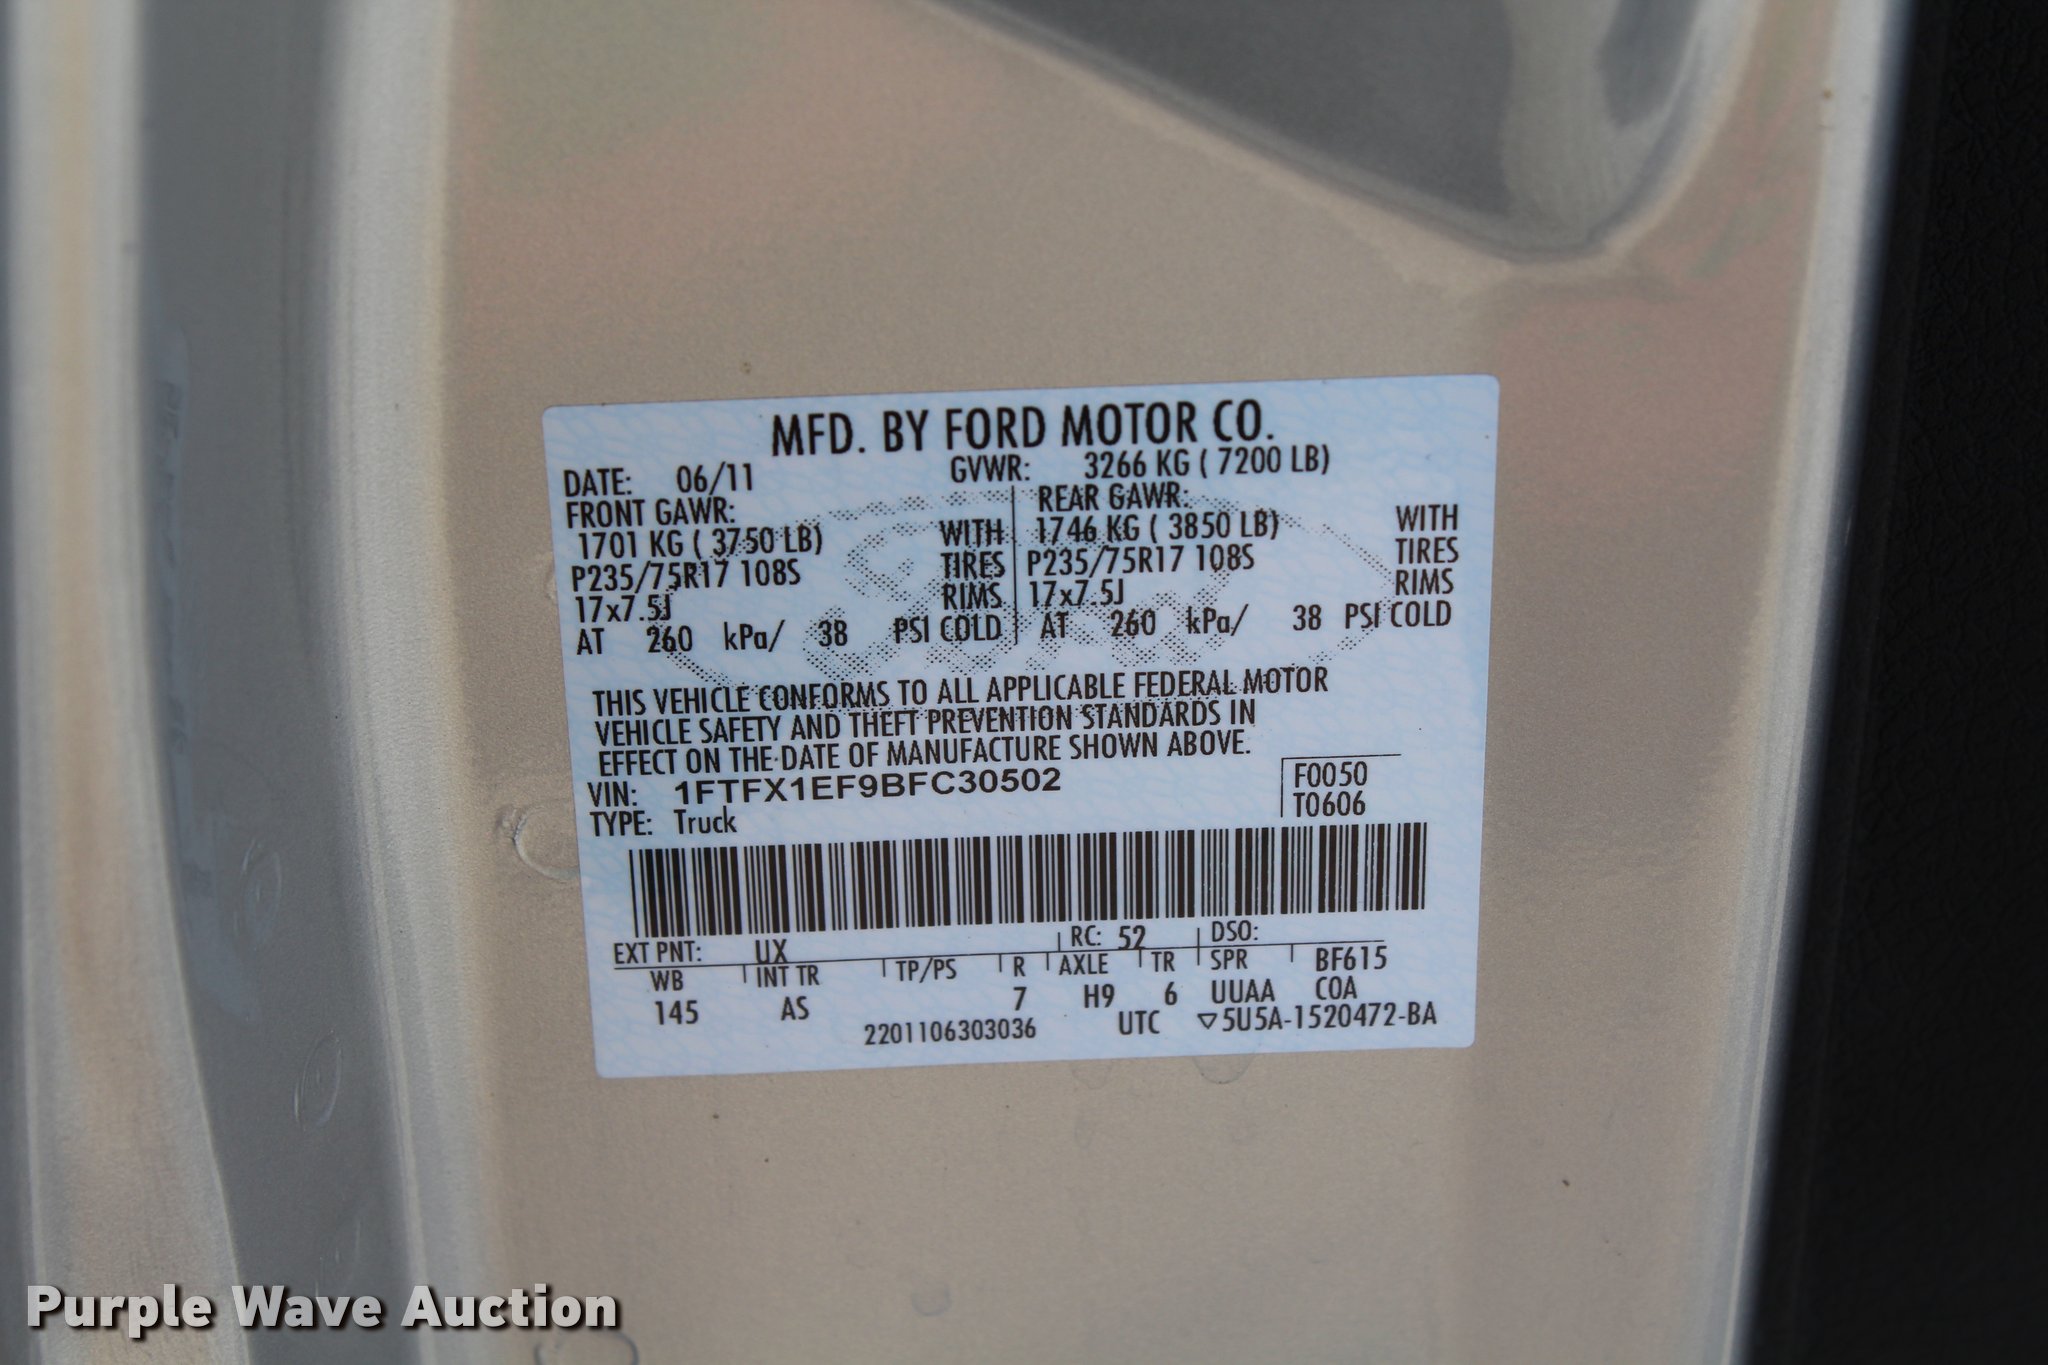 MFD. BY FORD MOTOR CO.
DATE: 06/11 GVWR: 3266 KG ( 7200 LB)
FRONT GAWR: REAR GAWR:
1701 KG ( 3750 LB) WITH 1746 KG ( 3850 LB) WITH
P235/75R17 108S TIRES P235/75R17 108S TIRES
17x7.5J RIMS 17x7.5J RIMS
AT 260 kPa/ 38 PSI COLD AT 260 kPa/ 38 PSI COLD
THIS VEHICLE CONFORMS TO ALL APPLICABLE FEDERAL MOTOR
VEHICLE SAFETY AND THEFT PREVENTION STANDARDS IN
EFFECT ON THE DATE OF MANUFACTURE SHOWN ABOVE.
VIN: 1FTFX1EF9BFC30502 F0050
TYPE: Truck T0606
EXT PNT: UX RC: 52 DSO:
WB INT TR TP/PS R AXLE TR SPR BF615
145 AS 7 H9 6 UUAA COA
2201106303036 UTC ▽5U5A-1520472-BA
Purple Wave Auction